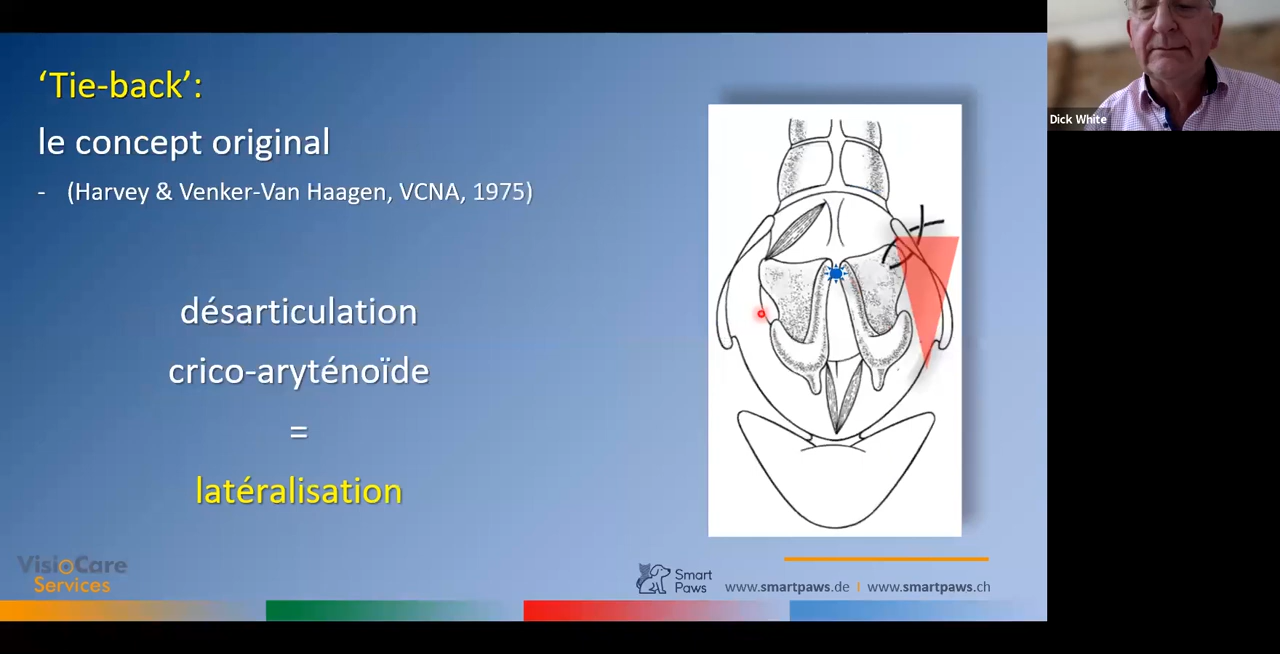 ‘Tie-back’:
le concept original
- (Harvey & Venker-Van Haagen, VCNA, 1975)
désarticulation
crico-aryténoïde
=
latéralisation
VisioCare
Services
Smart
Paws
www.smartpaws.de | www.smartpaws.ch
Dick White